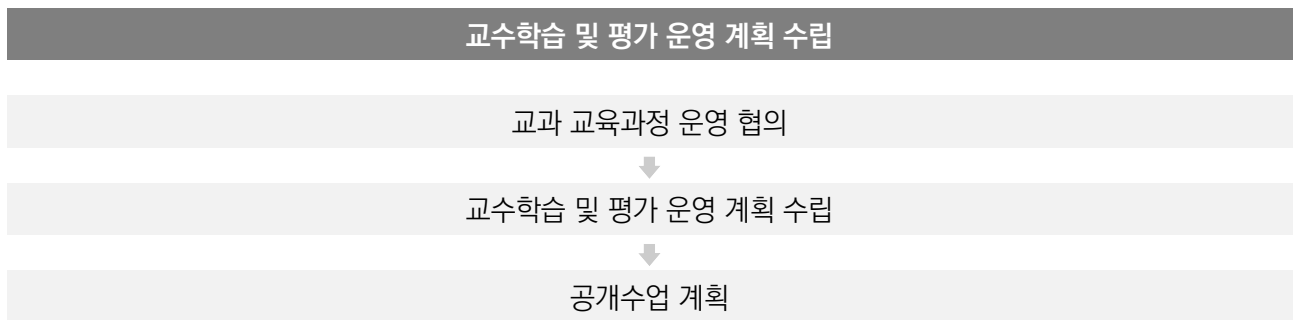 교수학습 및 평가 운영 계획 수립
교과 교육과정 운영 협의
교수학습 및 평가 운영 계획 수립
공개수업 계획